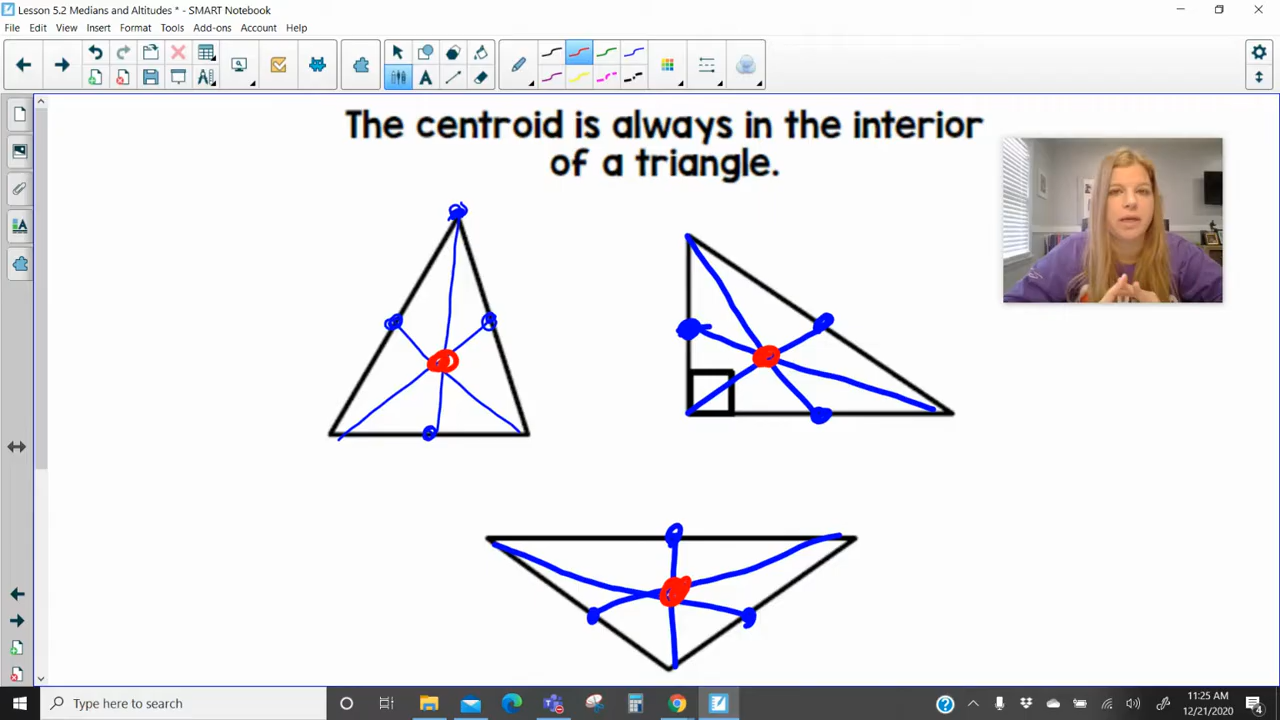 Lesson 5.2 Medians and Altitudes * - SMART Notebook
File Edit View Insert Format Tools Add-ons Account Help
The centroid is always in the interior
of a triangle.
Type here to search
11:25 AM
12/21/2020
4